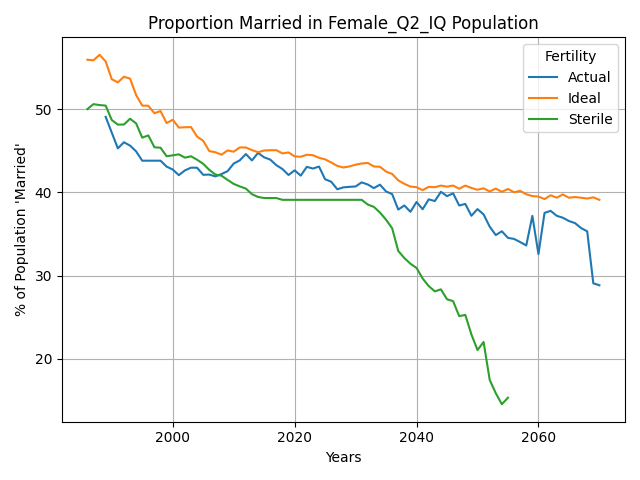 Proportion Married in Female_Q2_IQ Population
% of Population 'Married'
50
40
30
20
Fertility
Actual
Ideal
Sterile
2000
2020
2040
2060
Years